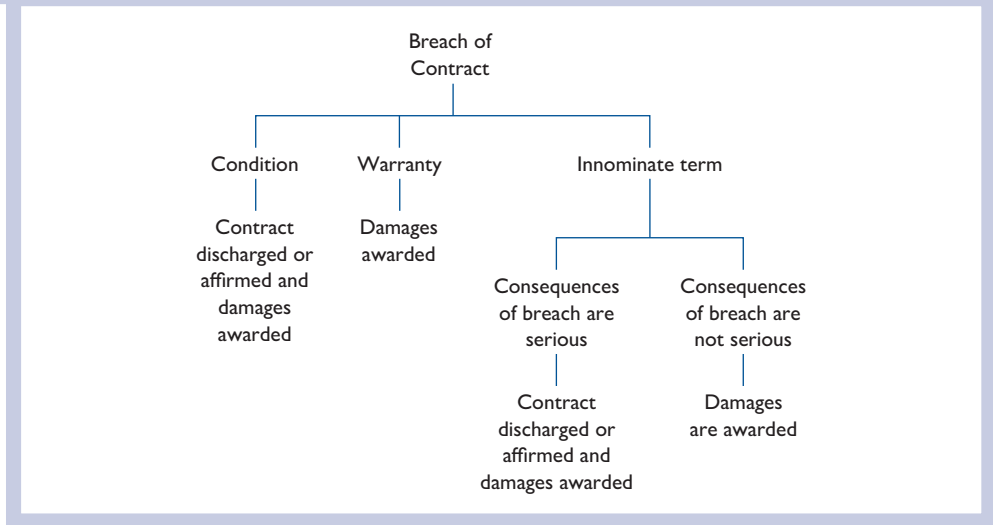 Breach of
Contract
Condition
Warranty
Innominate term
Contract
discharged or
affirmed and
damages
awarded
Damages
awarded
Consequences
of breach are
serious
Consequences
of breach are
not serious
Contract
discharged or
affirmed and
damages awarded
Damages
are awarded